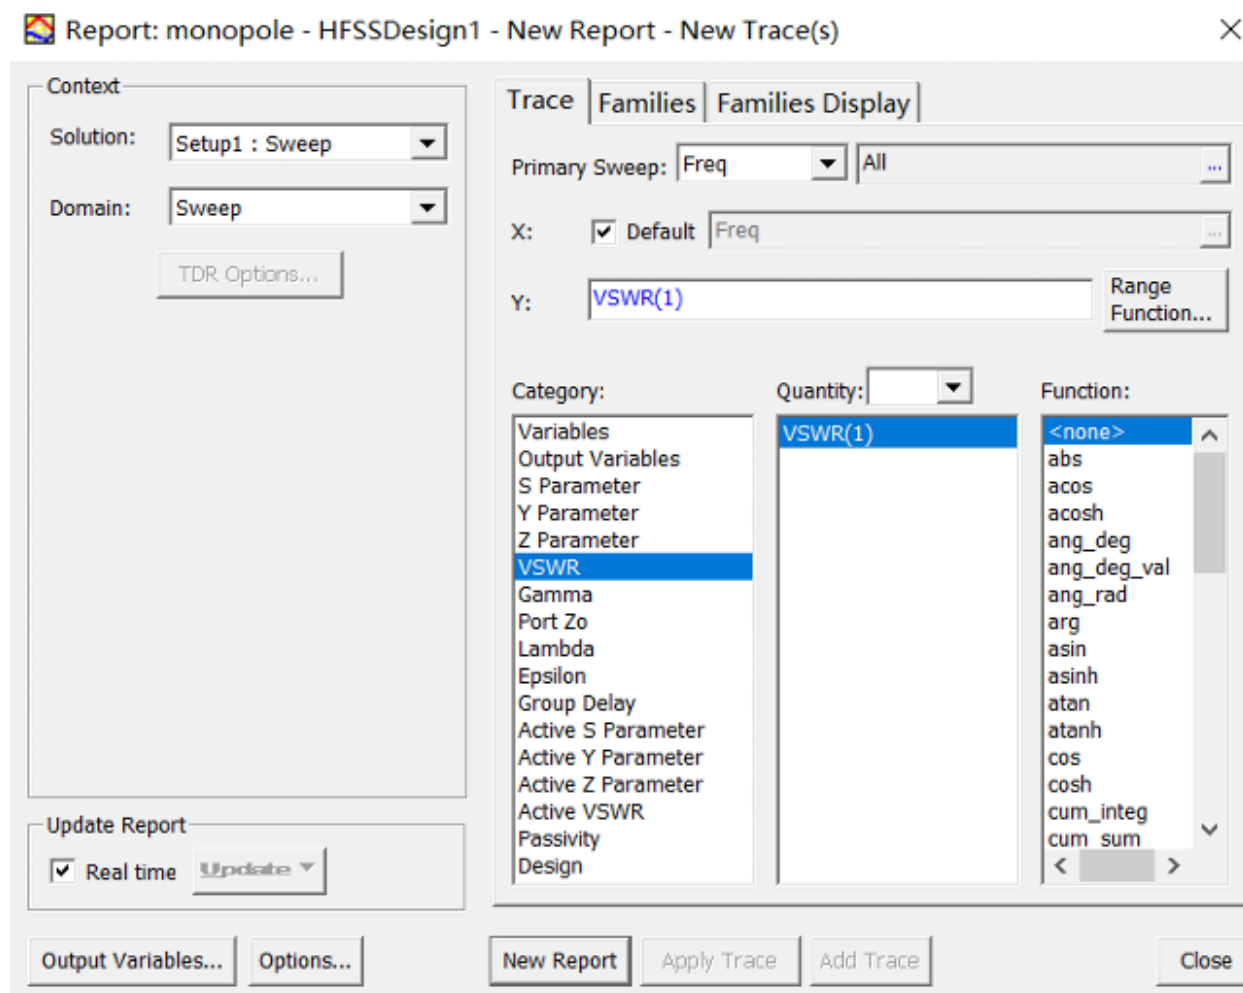 Report: monopole - HFSSDesign1 - New Report - New Trace(s)
Context
Solution: Setup1 : Sweep
Domain: Sweep
TDR Options...
Update Report
Real time Update
Output Variables... Options...
Trace Families Families Display
Primary Sweep: Freq All ...
X: Default Freq ...
Y: VSWR(1) Range Function...
Category:
Variables
Output Variables
S Parameter
Y Parameter
Z Parameter
VSWR
Gamma
Port Zo
Lambda
Epsilon
Group Delay
Active S Parameter
Active Y Parameter
Active Z Parameter
Active VSWR
Passivity
Design
Quantity:
VSWR(1)
Function:
<none>
abs
acos
acosh
ang_deg
ang_deg_val
ang_rad
arg
asin
asinh
atan
atanh
cos
cosh
cum_integ
cum_sum
New Report Apply Trace Add Trace Close